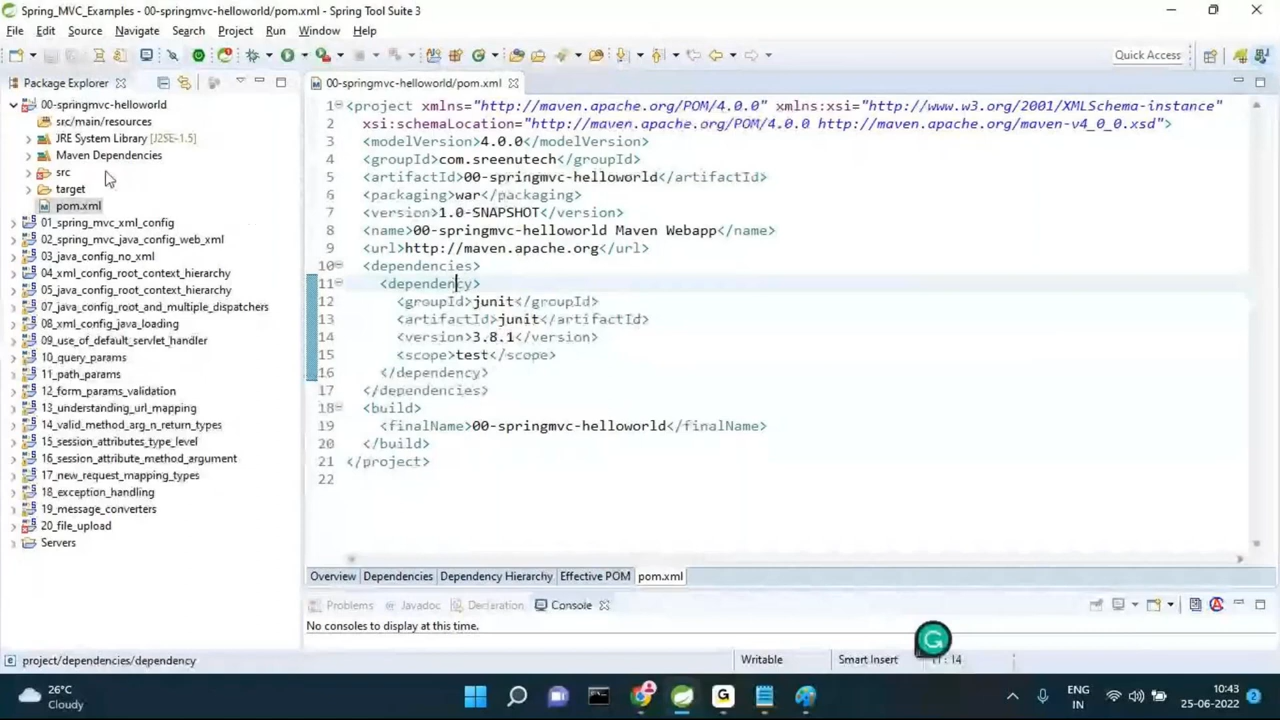 Spring_MVC_Examples - 00-springmvc-helloworld/pom.xml - Spring Tool Suite 3
File Edit Source Navigate Search Project Run Window Help
Quick Access
Package Explorer
00-springmvc-helloworld
src/main/resources
JRE System Library [J2SE-1.5]
Maven Dependencies
src
target
pom.xml
01_spring_mvc_xml_config
02_spring_mvc_java_config_web_xml
03_java_config_no_xml
04_xml_config_root_context_hierarchy
05_java_config_root_context_hierarchy
07_java_config_root_and_multiple_dispatchers
08_xml_config_java_loading
09_use_of_default_servlet_handler
10_query_params
11_path_params
12_form_params_validation
13_understanding_url_mapping
14_valid_method_arg_n_return_types
15_session_attributes_type_level
16_session_attribute_method_argument
17_new_request_mapping_types
18_exception_handling
19_message_converters
20_file_upload
Servers
00-springmvc-helloworld/pom.xml
1 <project xmlns="http://maven.apache.org/POM/4.0.0" xmlns:xsi="http://www.w3.org/2001/XMLSchema-instance"
2 xsi:schemaLocation="http://maven.apache.org/POM/4.0.0 http://maven.apache.org/maven-v4_0_0.xsd">
3 <modelVersion>4.0.0</modelVersion>
4 <groupId>com.sreenutech</groupId>
5 <artifactId>00-springmvc-helloworld</artifactId>
6 <packaging>war</packaging>
7 <version>1.0-SNAPSHOT</version>
8 <name>00-springmvc-helloworld Maven Webapp</name>
9 <url>http://maven.apache.org</url>
10 <dependencies>
11 <dependency>
12 <groupId>junit</groupId>
13 <artifactId>junit</artifactId>
14 <version>3.8.1</version>
15 <scope>test</scope>
16 </dependency>
17 </dependencies>
18 <build>
19 <finalName>00-springmvc-helloworld</finalName>
20 </build>
21 </project>
22
Overview Dependencies Dependency Hierarchy Effective POM pom.xml
Problems Javadoc Declaration Console
No consoles to display at this time.
project/dependencies/dependency
Writable
Smart Insert
: 14
26°C
Cloudy
ENG
IN
10:43
25-06-2022
2